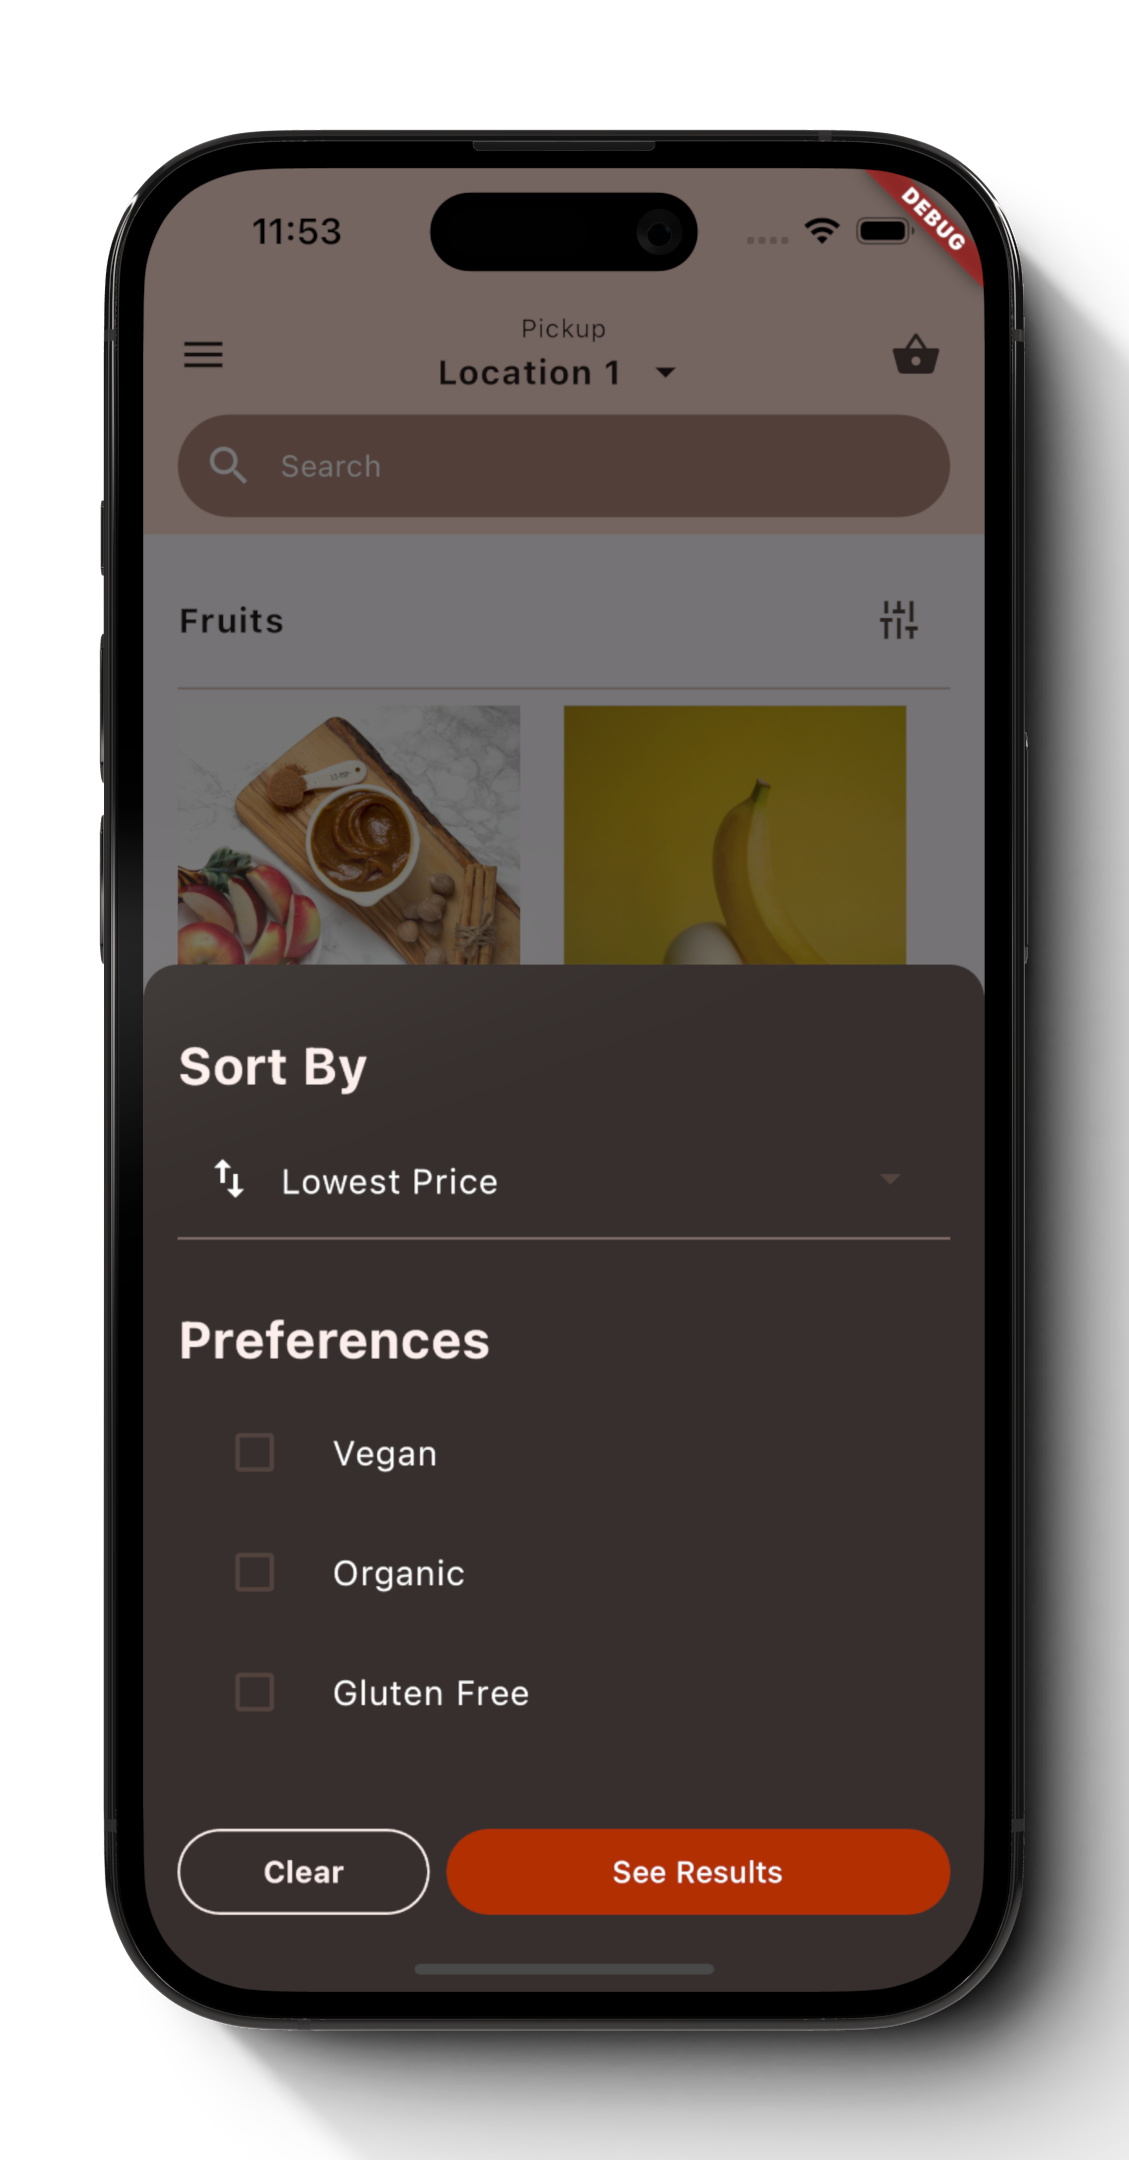 11:53
DEBUG
Pickup
Location 1
Search
Fruits
Sort By
Lowest Price
Preferences
Vegan
Organic
Gluten Free
Clear
See Results